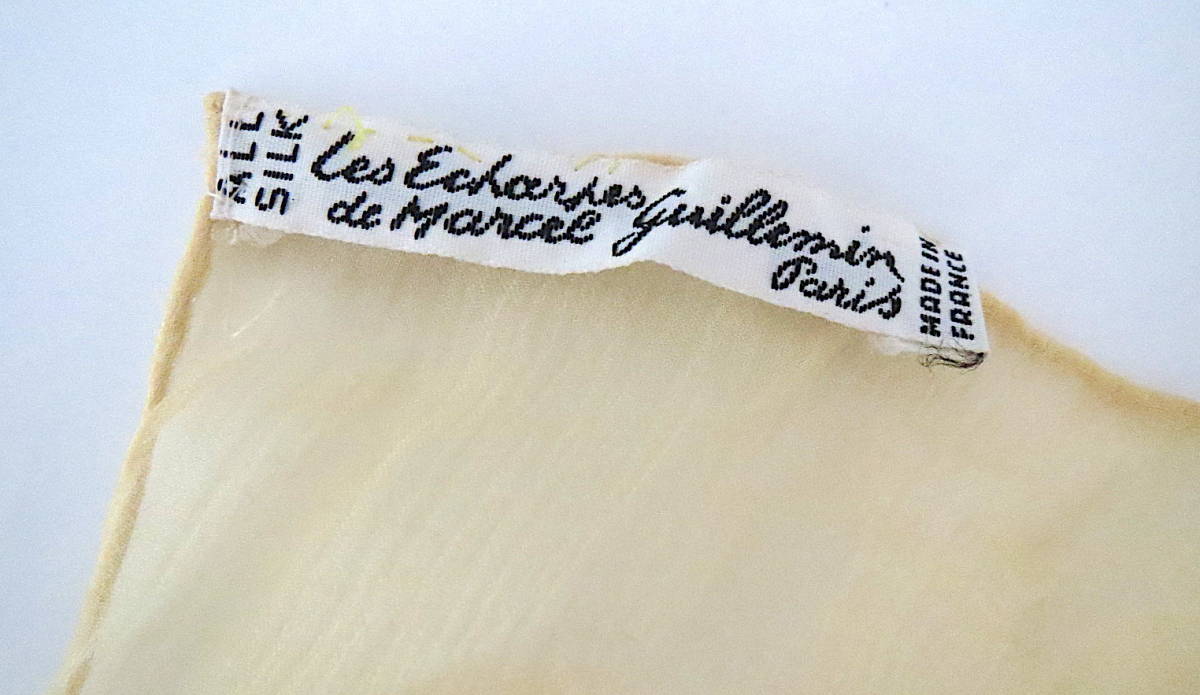 ALL
SILK
Les Echarpes Guillemin
de Marcel Paris
MADE IN
FRANCE